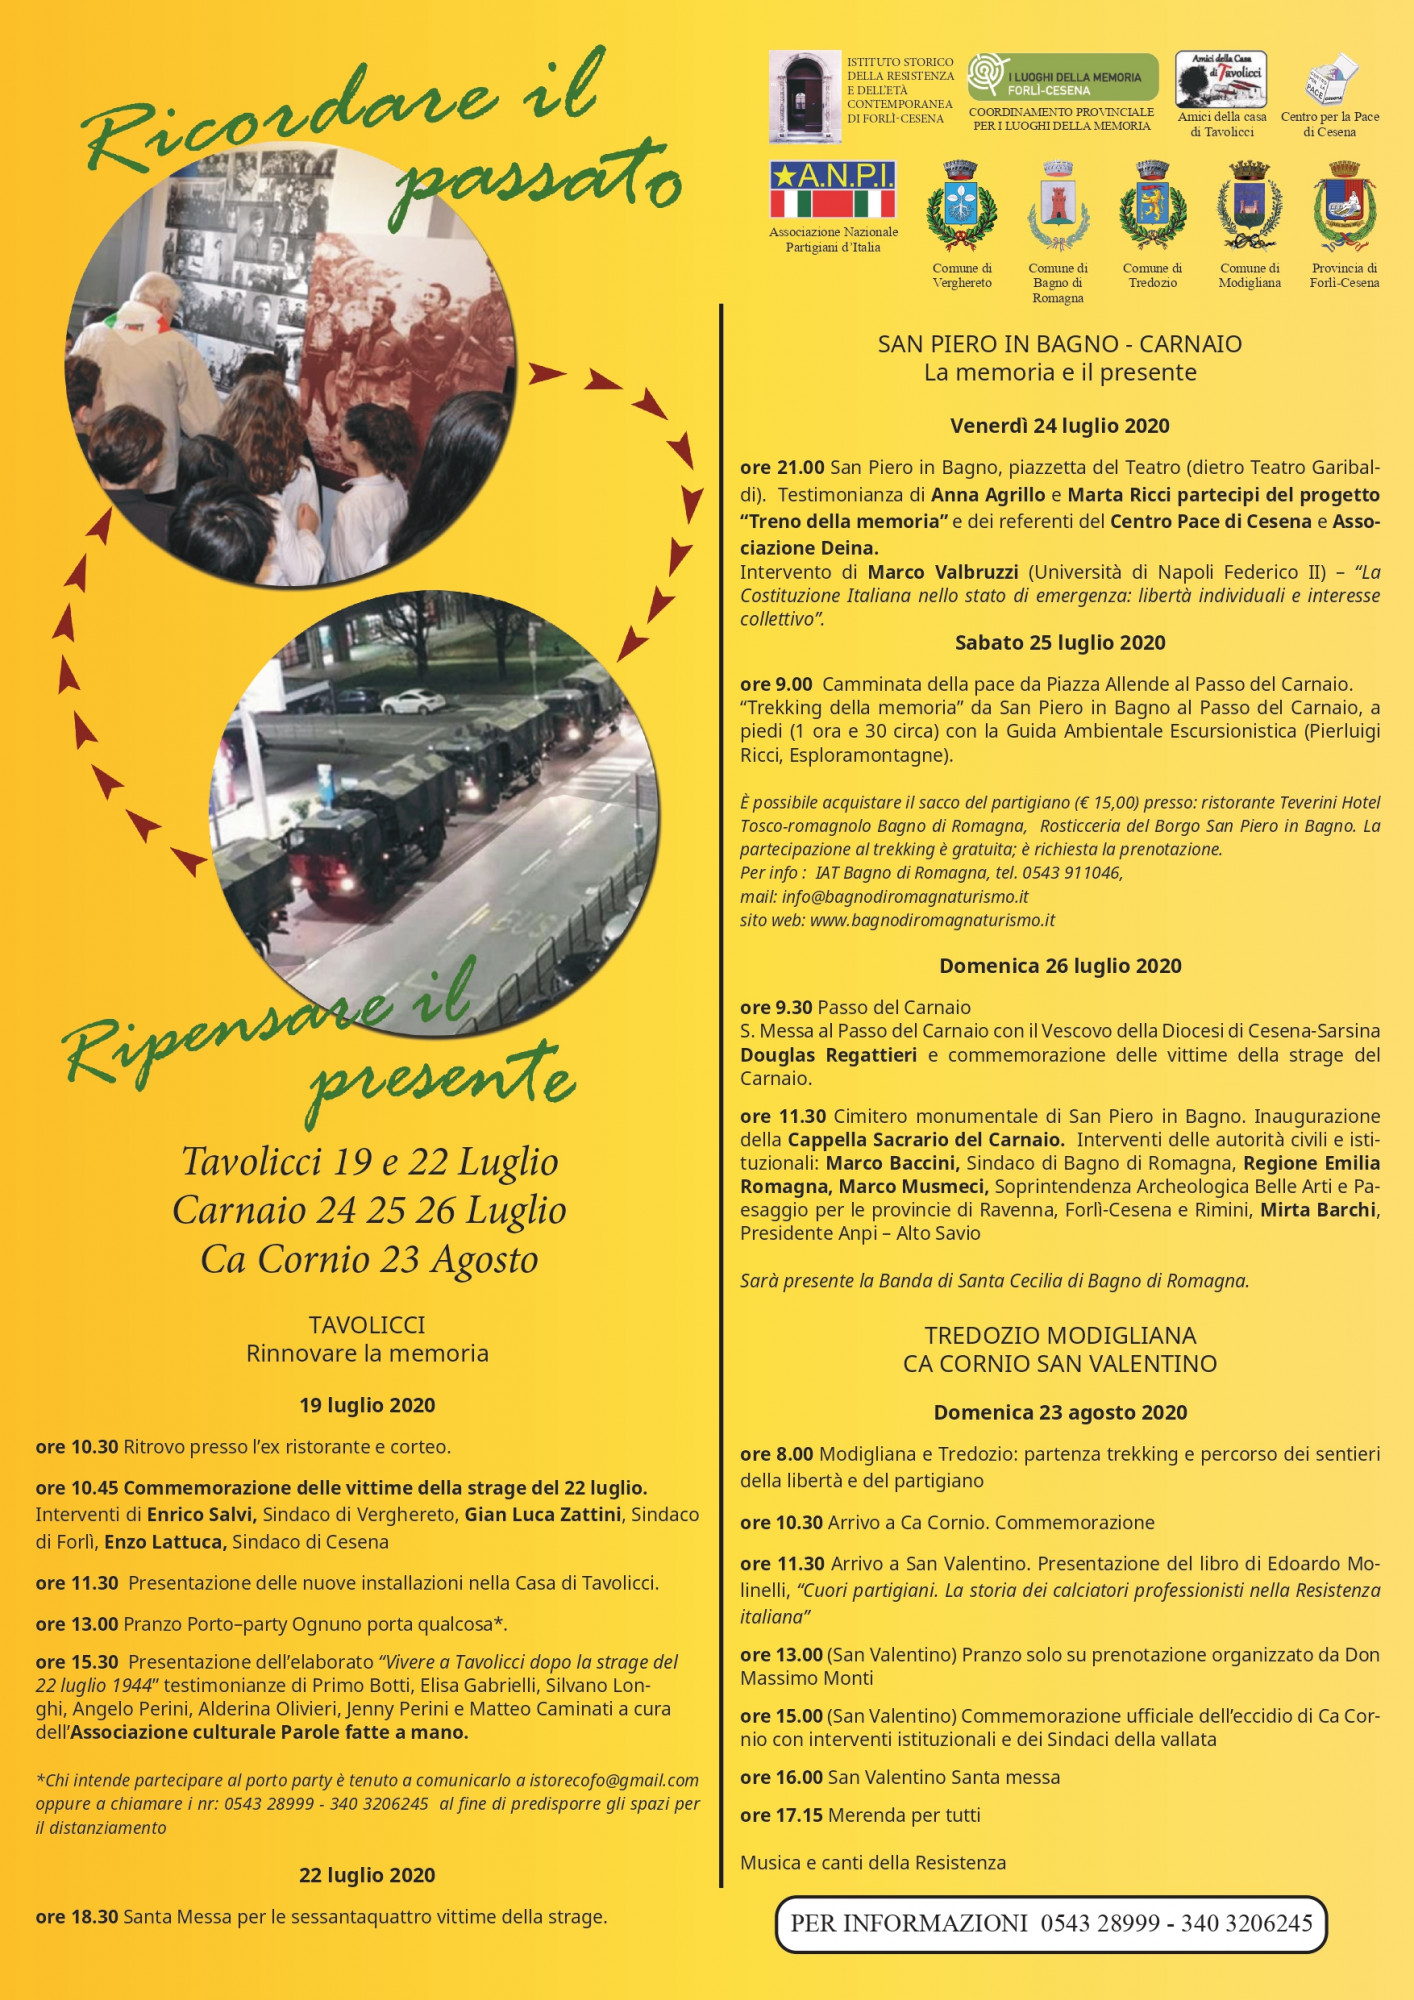 Ricordare il
passato
Ripensare il
presente
Tavolicci 19 e 22 Luglio
Carnaio 24 25 26 Luglio
Ca Cornio 23 Agosto
TAVOLICCI
Rinnovare la memoria
19 luglio 2020
ore 10.30 Ritrovo presso l’ex ristorante e corteo.
ore 10.45 Commemorazione delle vittime della strage del 22 luglio.
Interventi di Enrico Salvi, Sindaco di Verghereto, Gian Luca Zattini, Sindaco
di Forlì, Enzo Lattuca, Sindaco di Cesena
ore 11.30 Presentazione delle nuove installazioni nella Casa di Tavolicci.
ore 13.00 Pranzo Porto–party Ognuno porta qualcosa*.
ore 15.30 Presentazione dell’elaborato “Vivere a Tavolicci dopo la strage del
22 luglio 1944” testimonianze di Primo Botti, Elisa Gabrielli, Silvano Lon-
ghi, Angelo Perini, Alderina Olivieri, Jenny Perini e Matteo Caminati a cura
dell’Associazione culturale Parole fatte a mano.
*Chi intende partecipare al porto party è tenuto a comunicarlo a istorecofo@gmail.com
oppure a chiamare i nr: 0543 28999 - 340 3206245 al fine di predisporre gli spazi per
il distanziamento
22 luglio 2020
ore 18.30 Santa Messa per le sessantaquattro vittime della strage.
ISTITUTO STORICO
DELLA RESISTENZA
E DELL’ETÀ
CONTEMPORANEA
DI FORLÌ-CESENA
I LUOGHI DELLA MEMORIA
FORLÌ-CESENA
COORDINAMENTO PROVINCIALE
PER I LUOGHI DELLA MEMORIA
Amici della Casa
di Tavolicci
Amici della casa
di Tavolicci
PACE
Centro per la Pace
di Cesena
A.N.P.I.
Associazione Nazionale
Partigiani d’Italia
Comune di
Verghereto
Comune di
Bagno di
Romagna
Comune di
Tredozio
Comune di
Modigliana
Provincia di
Forlì-Cesena
SAN PIERO IN BAGNO - CARNAIO
La memoria e il presente
Venerdì 24 luglio 2020
ore 21.00 San Piero in Bagno, piazzetta del Teatro (dietro Teatro Garibal-
di). Testimonianza di Anna Agrillo e Marta Ricci partecipi del progetto
“Treno della memoria” e dei referenti del Centro Pace di Cesena e Asso-
ciazione Deina.
Intervento di Marco Valbruzzi (Università di Napoli Federico II) – “La
Costituzione Italiana nello stato di emergenza: libertà individuali e interesse
collettivo”.
Sabato 25 luglio 2020
ore 9.00 Camminata della pace da Piazza Allende al Passo del Carnaio.
“Trekking della memoria” da San Piero in Bagno al Passo del Carnaio, a
piedi (1 ora e 30 circa) con la Guida Ambientale Escursionistica (Pierluigi
Ricci, Esploramontagne).
È possibile acquistare il sacco del partigiano (€ 15,00) presso: ristorante Teverini Hotel
Tosco-romagnolo Bagno di Romagna, Rosticceria del Borgo San Piero in Bagno. La
partecipazione al trekking è gratuita; è richiesta la prenotazione.
Per info : IAT Bagno di Romagna, tel. 0543 911046,
mail: info@bagnodiromagnaturismo.it
sito web: www.bagnodiromagnaturismo.it
Domenica 26 luglio 2020
ore 9.30 Passo del Carnaio
S. Messa al Passo del Carnaio con il Vescovo della Diocesi di Cesena-Sarsina
Douglas Regattieri e commemorazione delle vittime della strage del
Carnaio.
ore 11.30 Cimitero monumentale di San Piero in Bagno. Inaugurazione
della Cappella Sacrario del Carnaio. Interventi delle autorità civili e isti-
tuzionali: Marco Baccini, Sindaco di Bagno di Romagna, Regione Emilia
Romagna, Marco Musmeci, Soprintendenza Archeologica Belle Arti e Pa-
esaggio per le provincie di Ravenna, Forlì-Cesena e Rimini, Mirta Barchi,
Presidente Anpi – Alto Savio
Sarà presente la Banda di Santa Cecilia di Bagno di Romagna.
TREDOZIO MODIGLIANA
CA CORNIO SAN VALENTINO
Domenica 23 agosto 2020
ore 8.00 Modigliana e Tredozio: partenza trekking e percorso dei sentieri
della libertà e del partigiano
ore 10.30 Arrivo a Ca Cornio. Commemorazione
ore 11.30 Arrivo a San Valentino. Presentazione del libro di Edoardo Mo-
linelli, “Cuori partigiani. La storia dei calciatori professionisti nella Resistenza
italiana”
ore 13.00 (San Valentino) Pranzo solo su prenotazione organizzato da Don
Massimo Monti
ore 15.00 (San Valentino) Commemorazione ufficiale dell’eccidio di Ca Cor-
nio con interventi istituzionali e dei Sindaci della vallata
ore 16.00 San Valentino Santa messa
ore 17.15 Merenda per tutti
Musica e canti della Resistenza
PER INFORMAZIONI 0543 28999 - 340 3206245